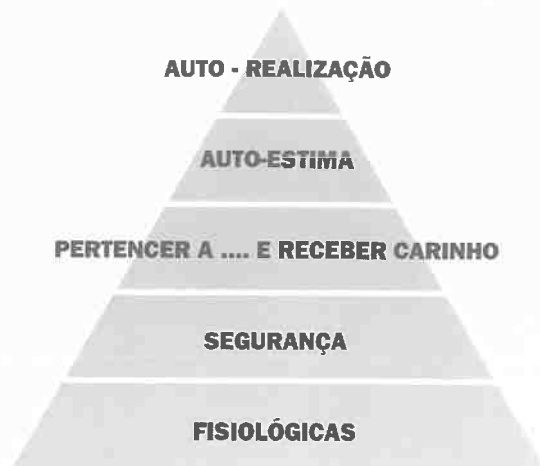 AUTO - REALIZAÇÃO
AUTO-ESTIMA
PERTENCER A .... E RECEBER CARINHO
SEGURANÇA
FISIOLÓGICAS